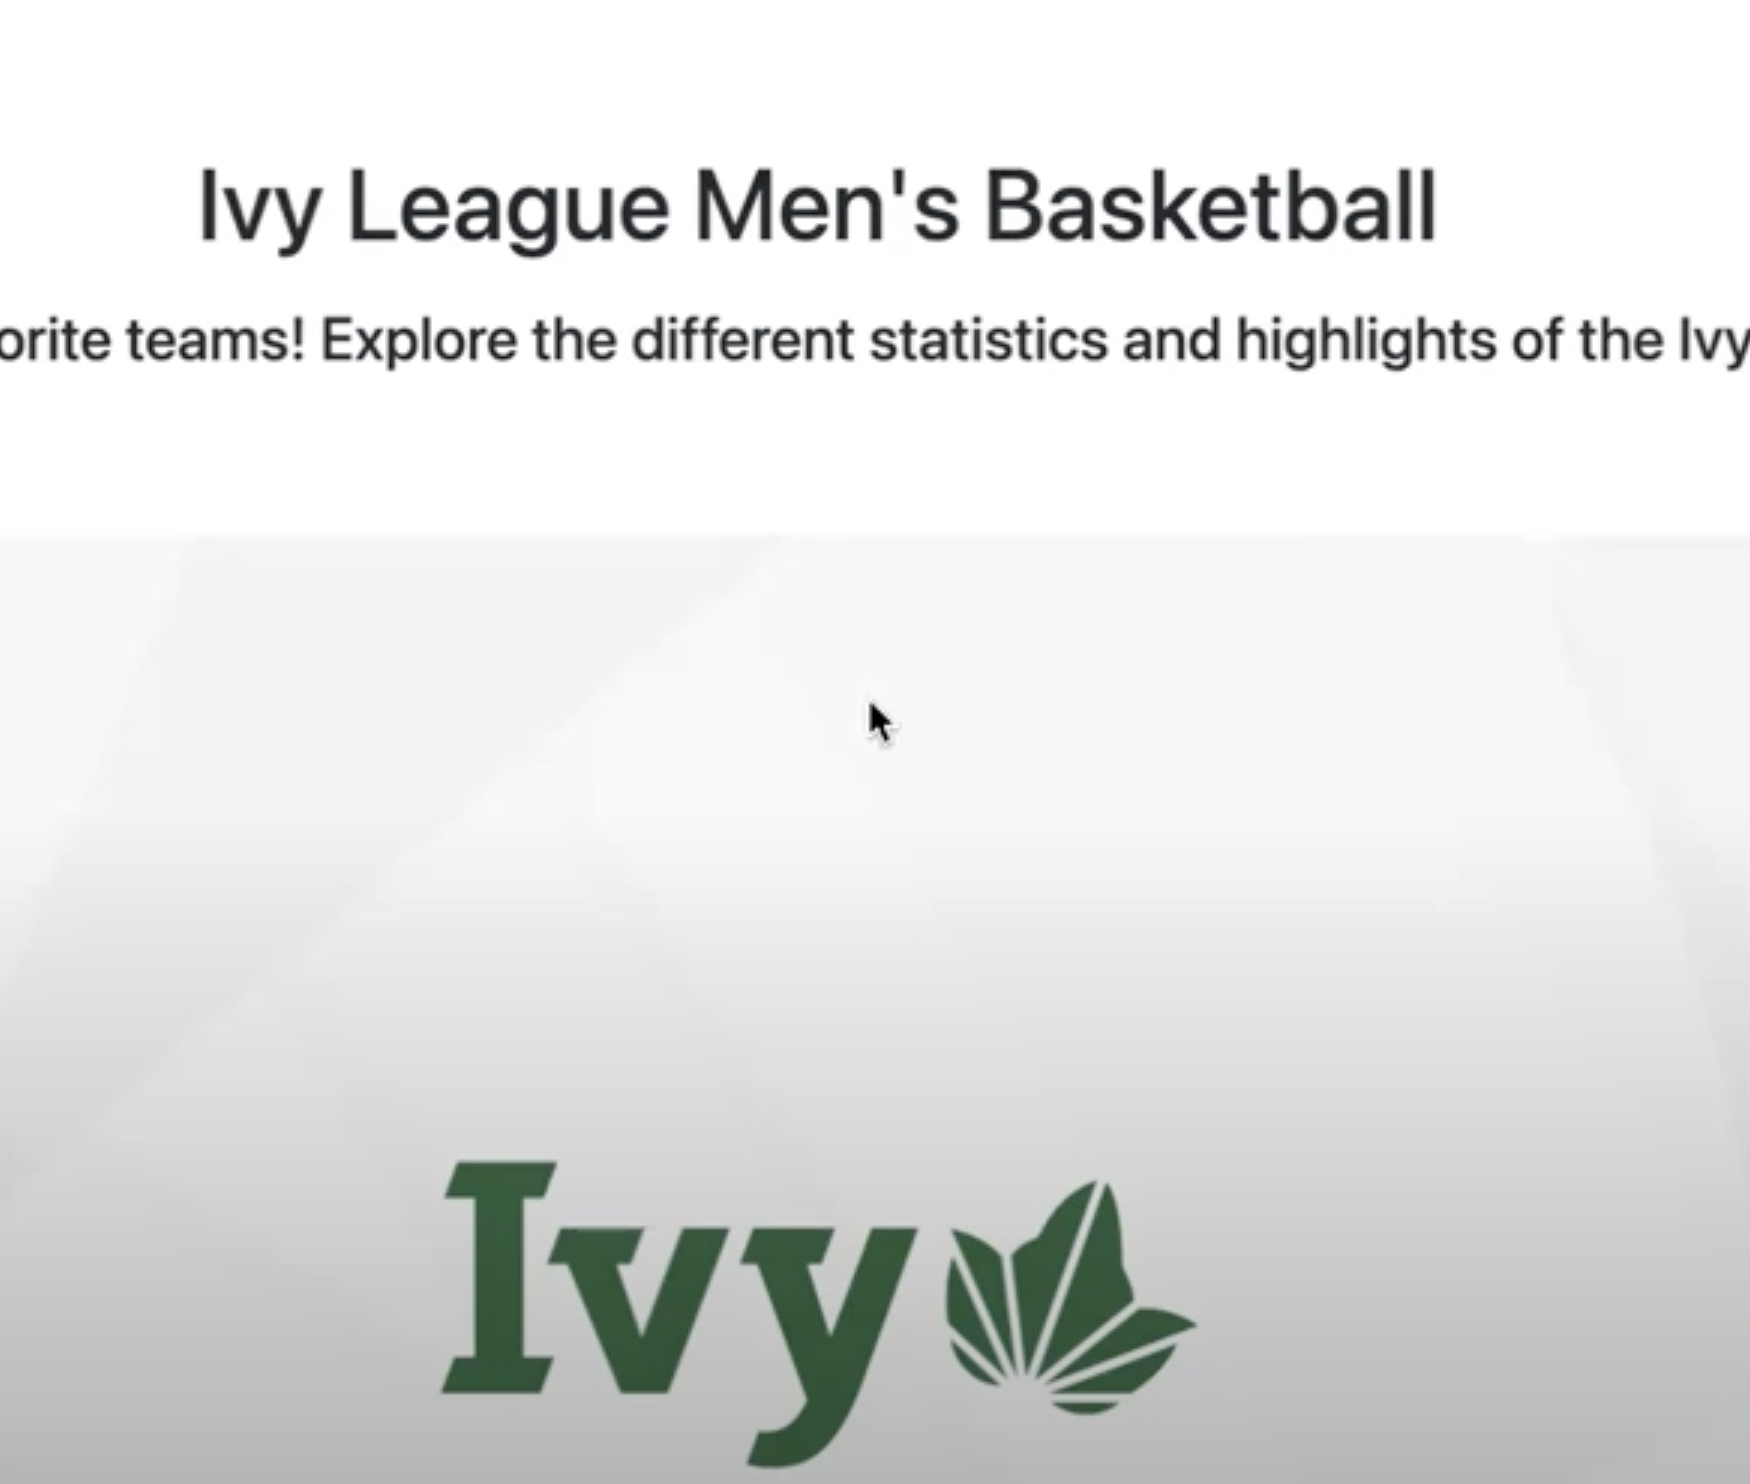 Ivy League Men's Basketball
orite teams! Explore the different statistics and highlights of the Ivy
Ivy